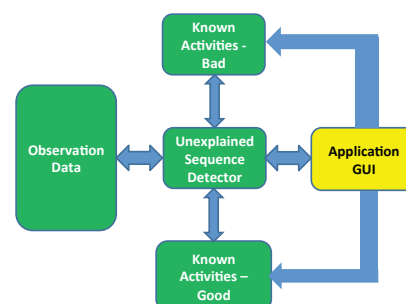 Known
Activities -
Bad
Observation
Data
Unexplained
Sequence
Detector
Application
GUI
Known
Activities –
Good